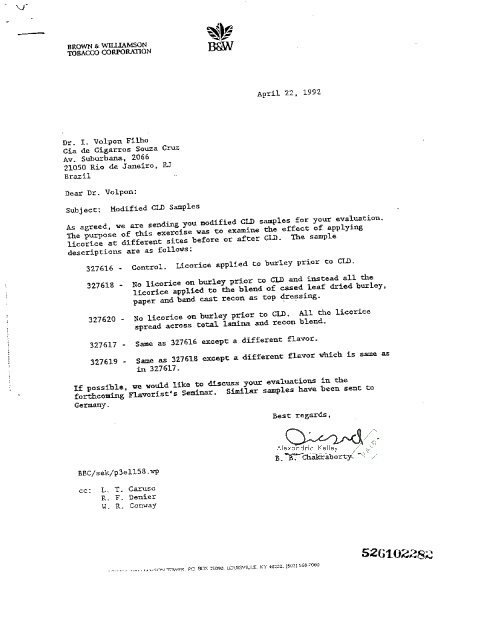 BROWN & WILLIAMSON
TOBACCO CORPORATION
B&W
April 22, 1992
Dr. I. Volpon Filho
Cia de Cigarros Souza Cruz
Av. Suburbana, 2066
21050 Rio de Janeiro, RJ
Brazil
Dear Dr. Volpon:
Subject: Modified CLD Samples
As agreed, we are sending you modified CLD samples for your evaluation.
The purpose of this exercise was to examine the effect of applying
licorice at different sites before or after CLD. The sample
descriptions are as follows:
327616 - Control. Licorice applied to burley prior to CLD.
327618 - No licorice on burley prior to CLD and instead all the
licorice applied to the blend of cased leaf dried burley,
paper and band cast recon as top dressing.
327620 - No licorice on burley prior to CLD. All the licorice
spread across total lamina and recon blend.
327617 - Same as 327616 except a different flavor.
327619 - Same as 327618 except a different flavor which is same as
in 327617.
If possible, we would like to discuss your evaluations in the
forthcoming Flavorist's Seminar. Similar samples have been sent to
Germany.
Best regards,
B. B. Chakraborty
BBC/sek/p3el158.wp
cc: L. T. Caruso
R. F. Denier
W. R. Conway
526102282
TOWER, PO BOX 35090, LOUISVILLE, KY 40232, (502) 568-7000